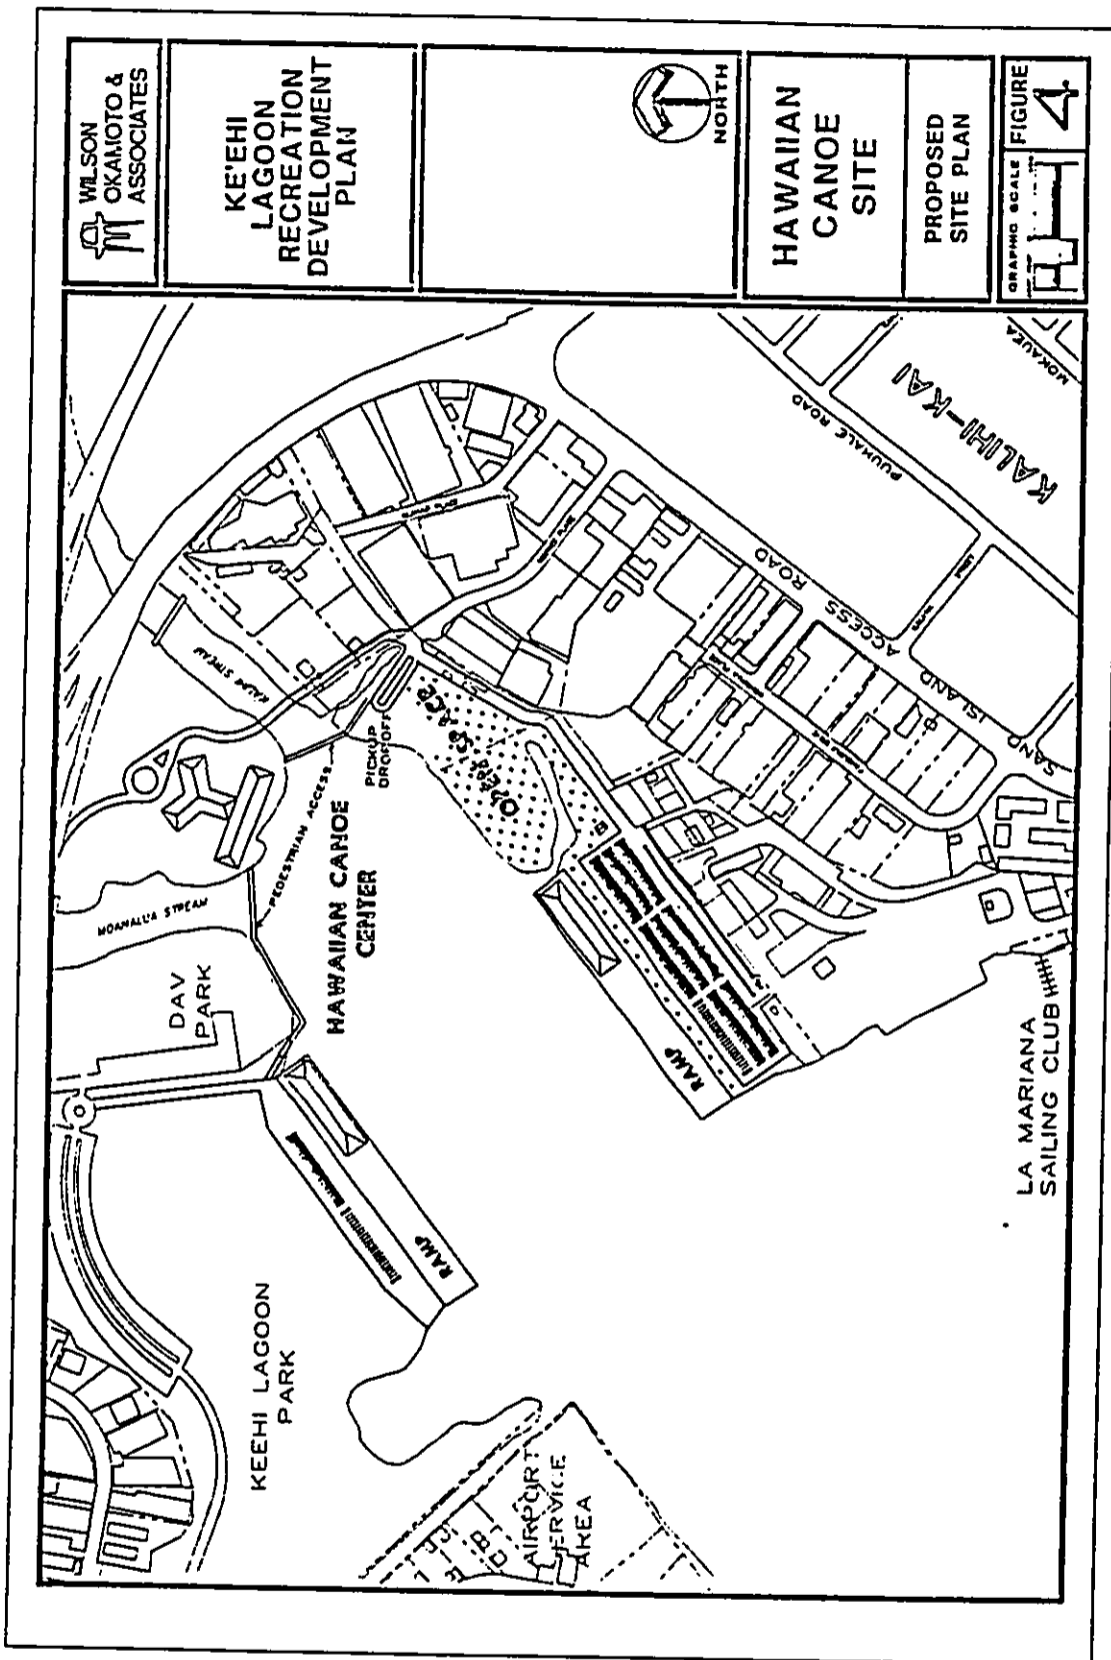 WILSON
OKAMOTO &
ASSOCIATES
KE'EHI
LAGOON
RECREATION
DEVELOPMENT
PLAN
NORTH
HAWAIIAN
CANOE
SITE
PROPOSED
SITE PLAN
GRAPHIC SCALE
FIGURE
4
KALIHI STREAM
MOANALUA STREAM
DAV
PARK
PEDESTRIAN ACCESS
PICKUP
DROPOFF
HAWAIIAN CANOE
CENTER
OPEN SPACE
RAMP
RAMP
KEEHI LAGOON
PARK
AIRPORT
SERVICE
AREA
SAND ISLAND ACCESS ROAD
PUUHALE ROAD
MOKAUEA
KALIHI-KAI
LA MARIANA
SAILING CLUB